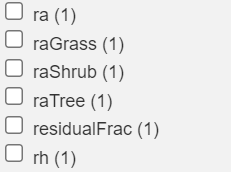 ra (1)
raGrass (1)
raShrub (1)
raTree (1)
residualFrac (1)
rh (1)